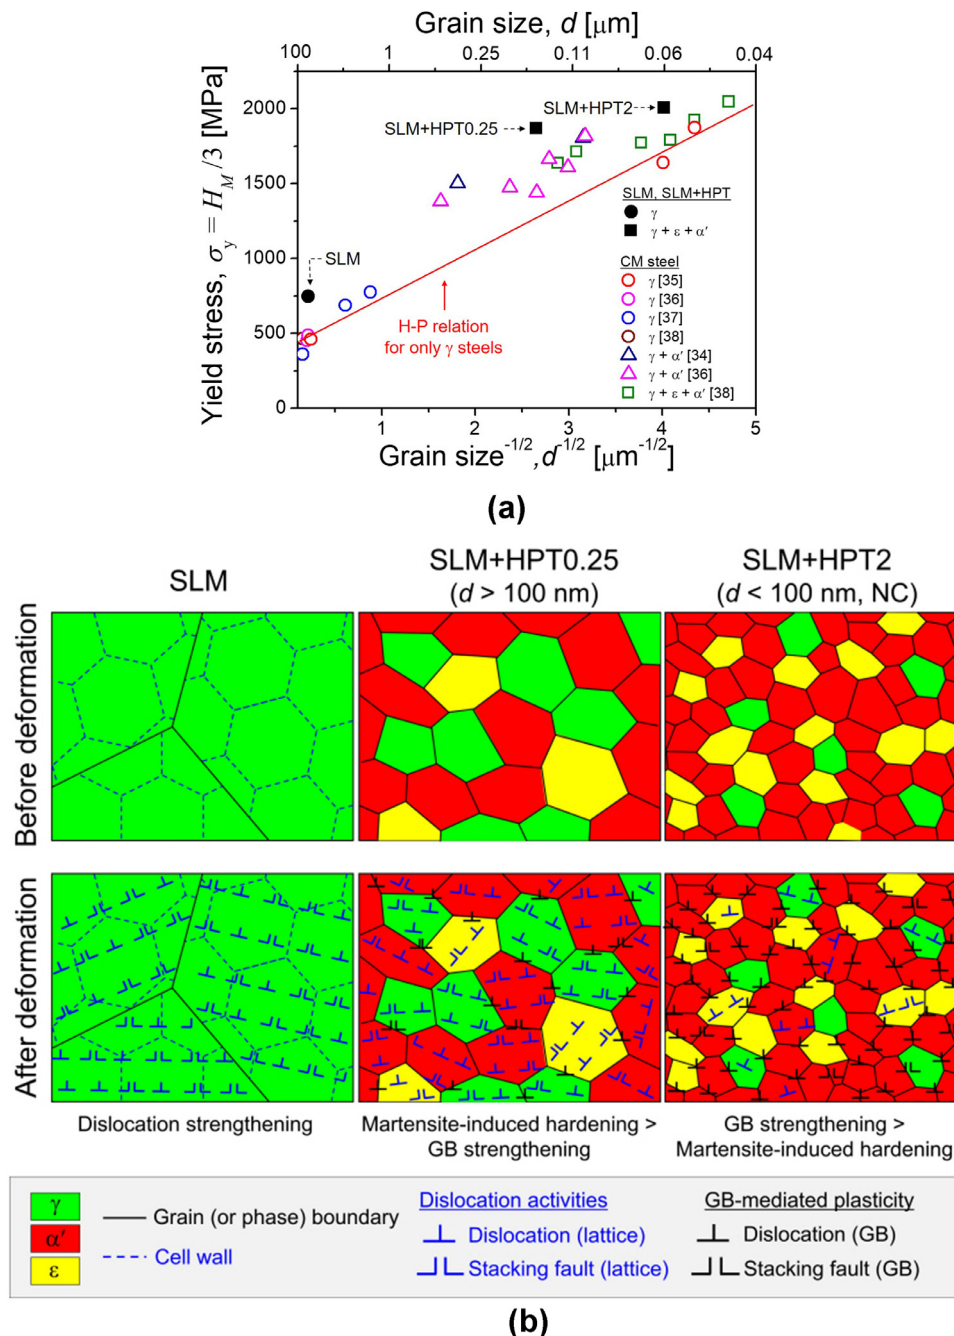 Grain size, d [μm]
100 1 0.25 0.11 0.06 0.04
Yield stress, σy = HM/3 [MPa]
2000
1500
1000
500
0
SLM+HPT2
SLM+HPT0.25
SLM
H-P relation
for only γ steels
SLM, SLM+HPT
γ
γ + ε + α′
CM steel
γ [35]
γ [36]
γ [37]
γ [38]
γ + α′ [34]
γ + α′ [36]
γ + ε + α′ [38]
1 2 3 4 5
Grain size-1/2, d-1/2 [μm-1/2]
(a)
SLM
SLM+HPT0.25
(d > 100 nm)
SLM+HPT2
(d < 100 nm, NC)
Before deformation
After deformation
Dislocation strengthening
Martensite-induced hardening >
GB strengthening
GB strengthening >
Martensite-induced hardening
γ
α′
ε
Grain (or phase) boundary
Cell wall
Dislocation activities
Dislocation (lattice)
Stacking fault (lattice)
GB-mediated plasticity
Dislocation (GB)
Stacking fault (GB)
(b)